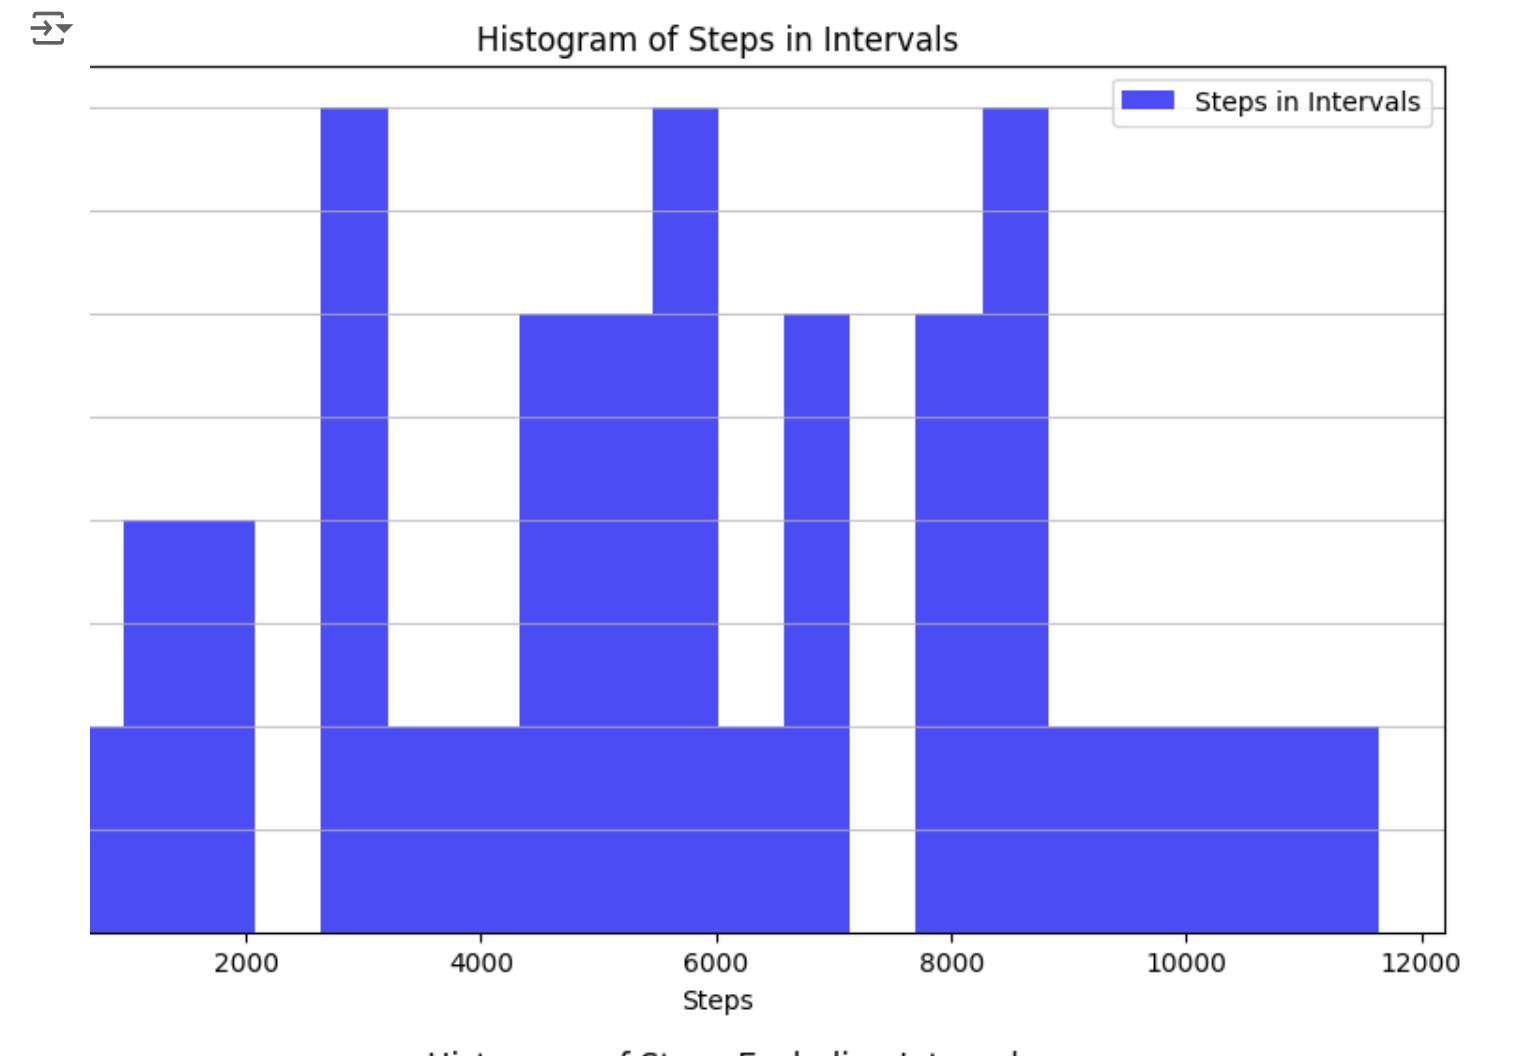 Histogram of Steps in Intervals
Steps in Intervals
2000 4000 6000 8000 10000 12000
Steps